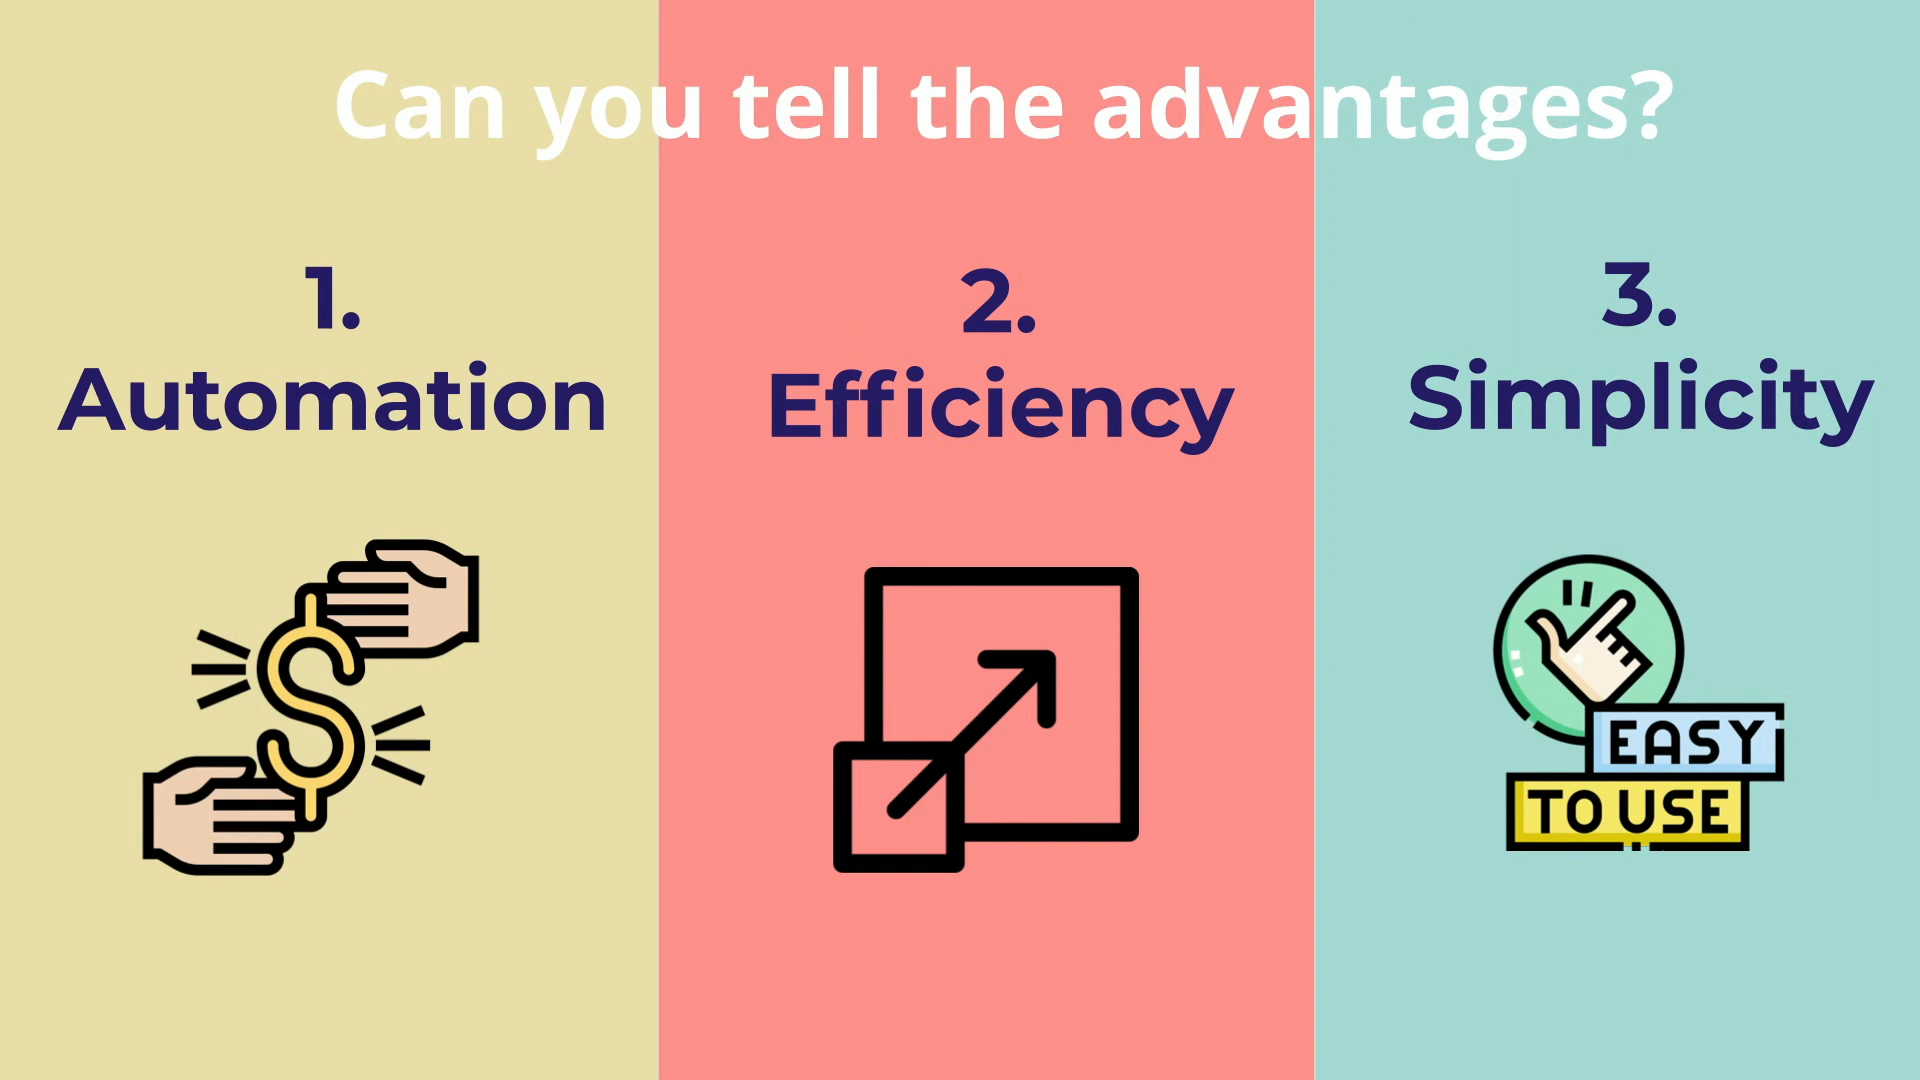 Can you tell the advantages?
1.
Automation
2.
Efficiency
3.
Simplicity
EASY
TO USE